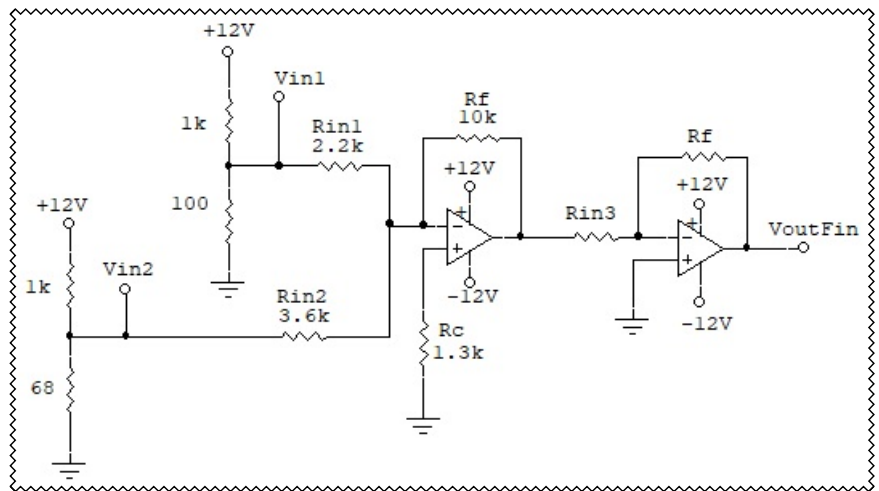 +12V
Vin1
1k
Rin1
2.2k
Rf
10k
+12V
Rf
+12V
100
+12V
Rin3
VoutFin
Vin2
1k
Rin2
3.6k
-12V
-12V
Rc
1.3k
68